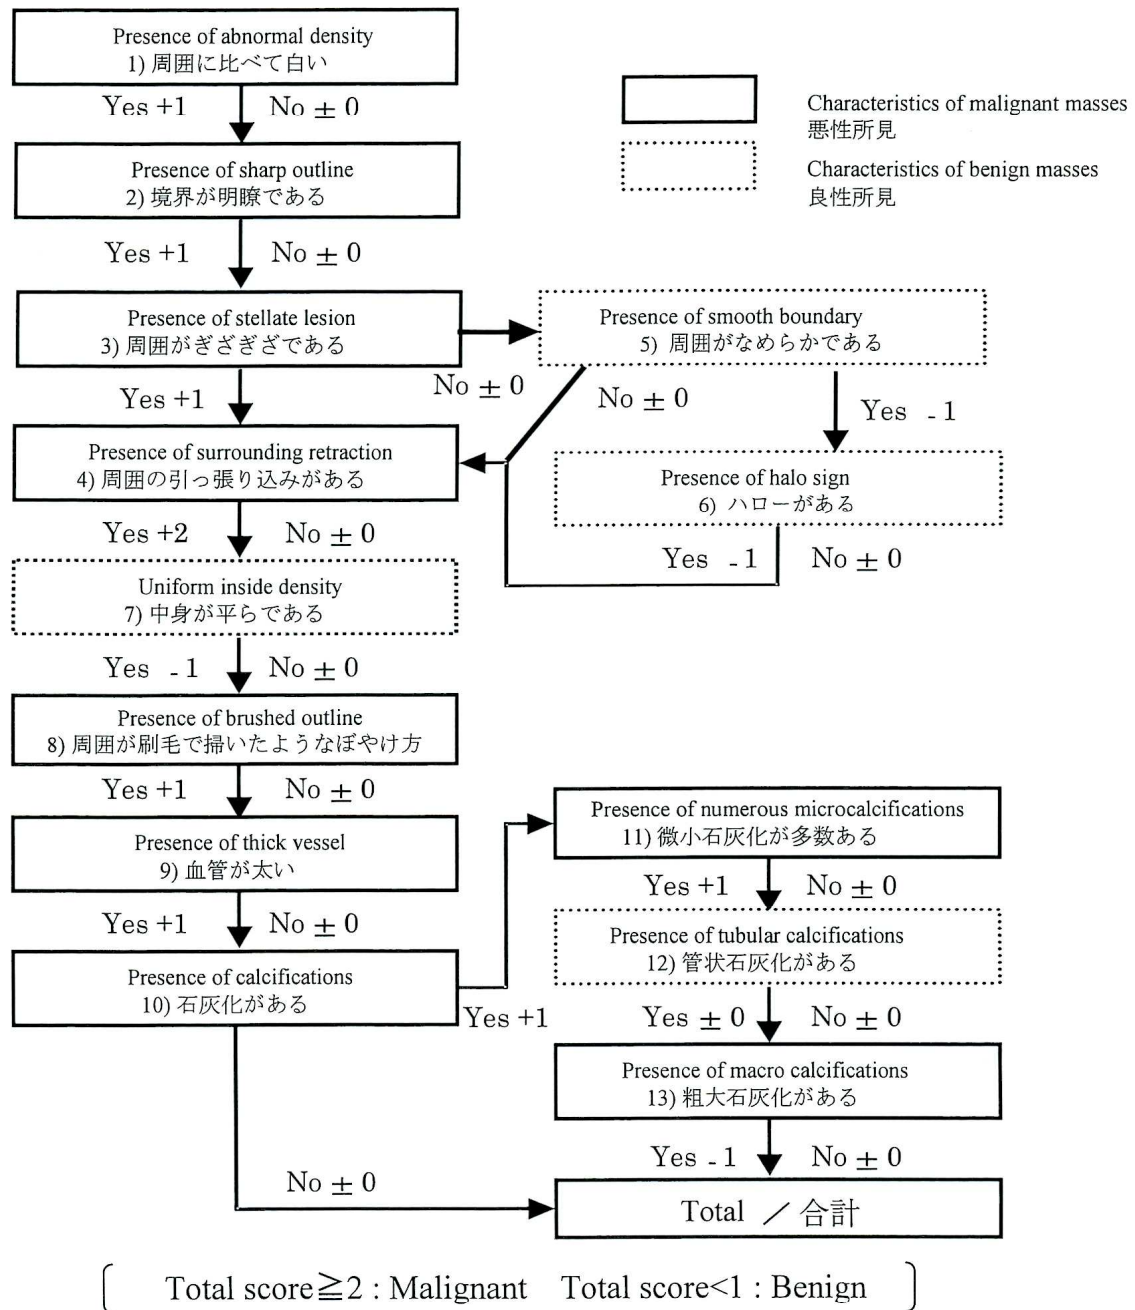 Presence of abnormal density
1) 周囲に比べて白い
Yes +1 No ± 0
Presence of sharp outline
2) 境界が明瞭である
Yes +1 No ± 0
Presence of stellate lesion
3) 周囲がぎざぎざである
Yes +1
No ± 0
Presence of surrounding retraction
4) 周囲の引っ張り込みがある
Yes +2 No ± 0
Uniform inside density
7) 中身が平らである
Yes - 1 No ± 0
Presence of brushed outline
8) 周囲が刷毛で掃いたようなぼやけ方
Yes +1 No ± 0
Presence of thick vessel
9) 血管が太い
Yes +1 No ± 0
Presence of calcifications
10) 石灰化がある
Yes +1
No ± 0
Characteristics of malignant masses
悪性所見
Characteristics of benign masses
良性所見
Presence of smooth boundary
5) 周囲がなめらかである
No ± 0
Yes - 1
Presence of halo sign
6) ハローがある
Yes - 1 No ± 0
Presence of numerous microcalcifications
11) 微小石灰化が多数ある
Yes +1 No ± 0
Presence of tubular calcifications
12) 管状石灰化がある
Yes ± 0 No ± 0
Presence of macro calcifications
13) 粗大石灰化がある
Yes - 1 No ± 0
Total ／合計
Total score≧2 : Malignant Total score<1 : Benign